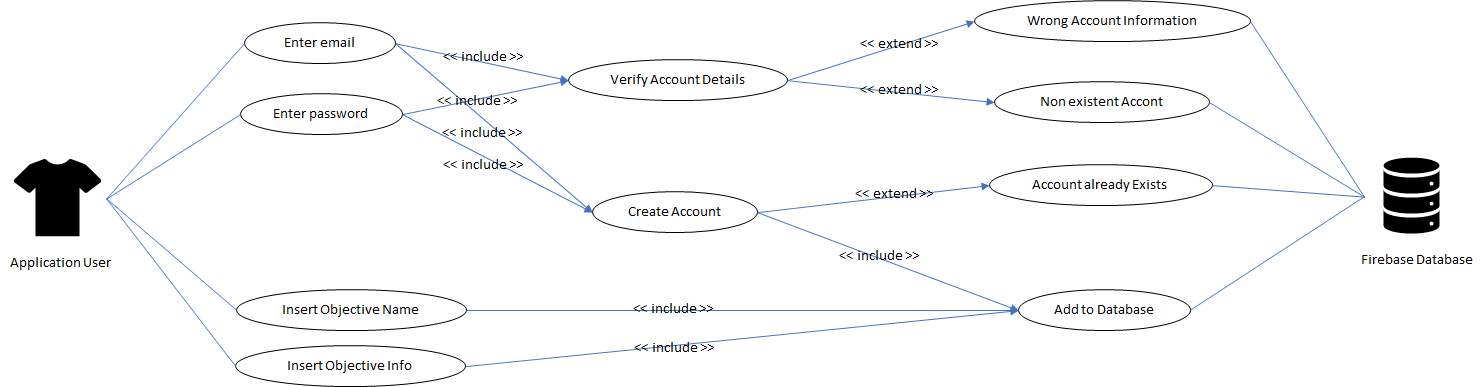 Wrong Account Information
Enter email
<< extend >>
<< include >>
Verify Account Details
<< extend >>
<< include >>
Non existent Accont
Enter password
<< include >>
<< include >>
Account already Exists
<< extend >>
Create Account
Application User
<< include >>
Firebase Database
Insert Objective Name
<< include >>
Add to Database
<< include >>
Insert Objective Info